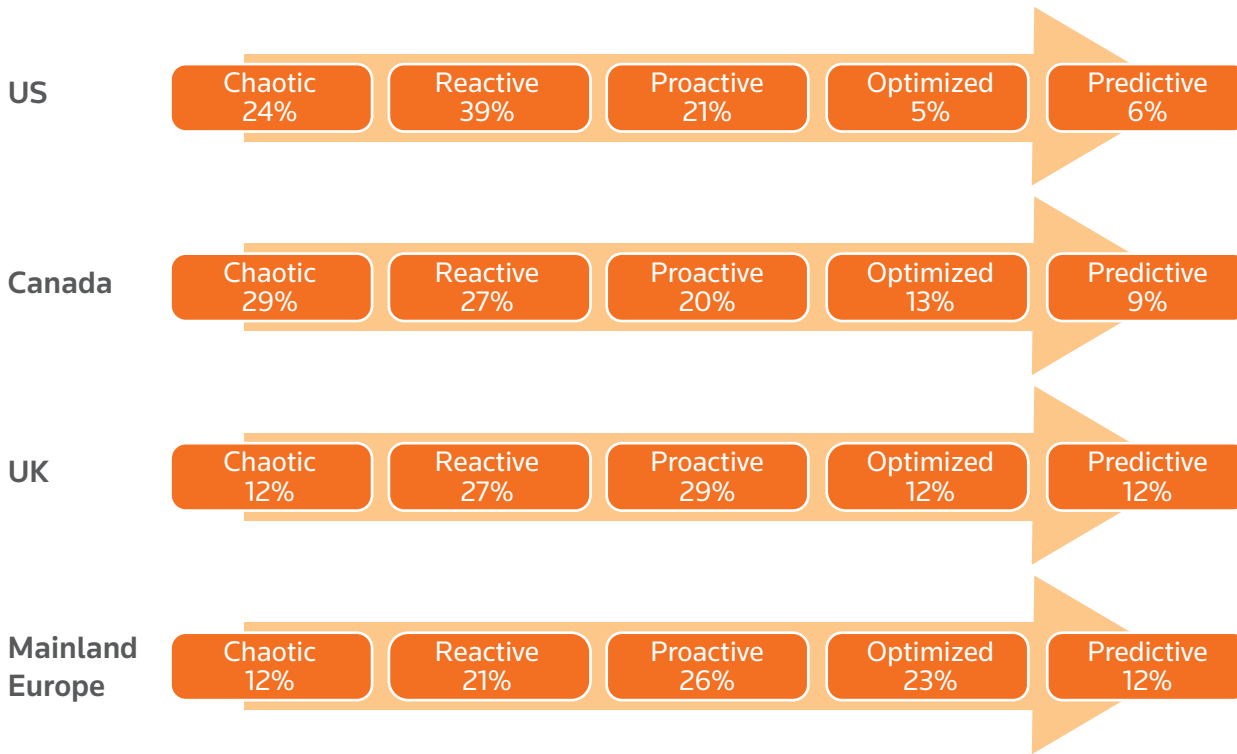 US
Chaotic
24%
Reactive
39%
Proactive
21%
Optimized
5%
Predictive
6%
Canada
Chaotic
29%
Reactive
27%
Proactive
20%
Optimized
13%
Predictive
9%
UK
Chaotic
12%
Reactive
27%
Proactive
29%
Optimized
12%
Predictive
12%
Mainland
Europe
Chaotic
12%
Reactive
21%
Proactive
26%
Optimized
23%
Predictive
12%